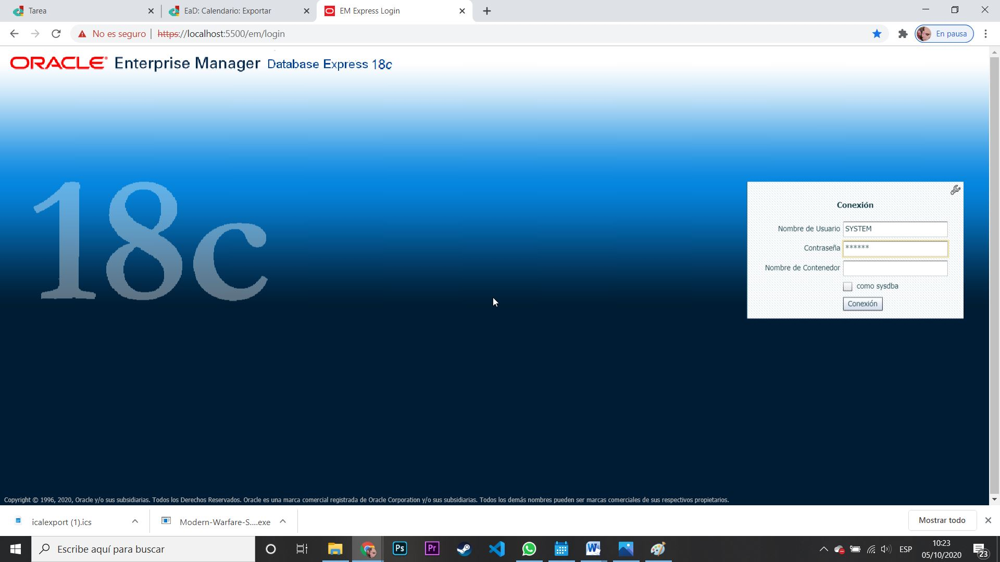 Tarea
EaD: Calendario: Exportar
EM Express Login
No es seguro
https://localhost:5500/em/login
En pausa
ORACLE Enterprise Manager Database Express 18c
18c
Conexión
Nombre de Usuario SYSTEM
Contraseña ******
Nombre de Contenedor
como sysdba
Conexión
Copyright © 1996, 2020, Oracle y/o sus subsidiarias. Todos los Derechos Reservados. Oracle es una marca comercial registrada de Oracle Corporation y/o sus subsidiarias. Todos los demás nombres pueden ser marcas comerciales de sus respectivos propietarios.
icalexport (1).ics
Modern-Warfare-S....exe
Mostrar todo
Escribe aquí para buscar
Ps
Pr
W
ESP
10:23
05/10/2020
23